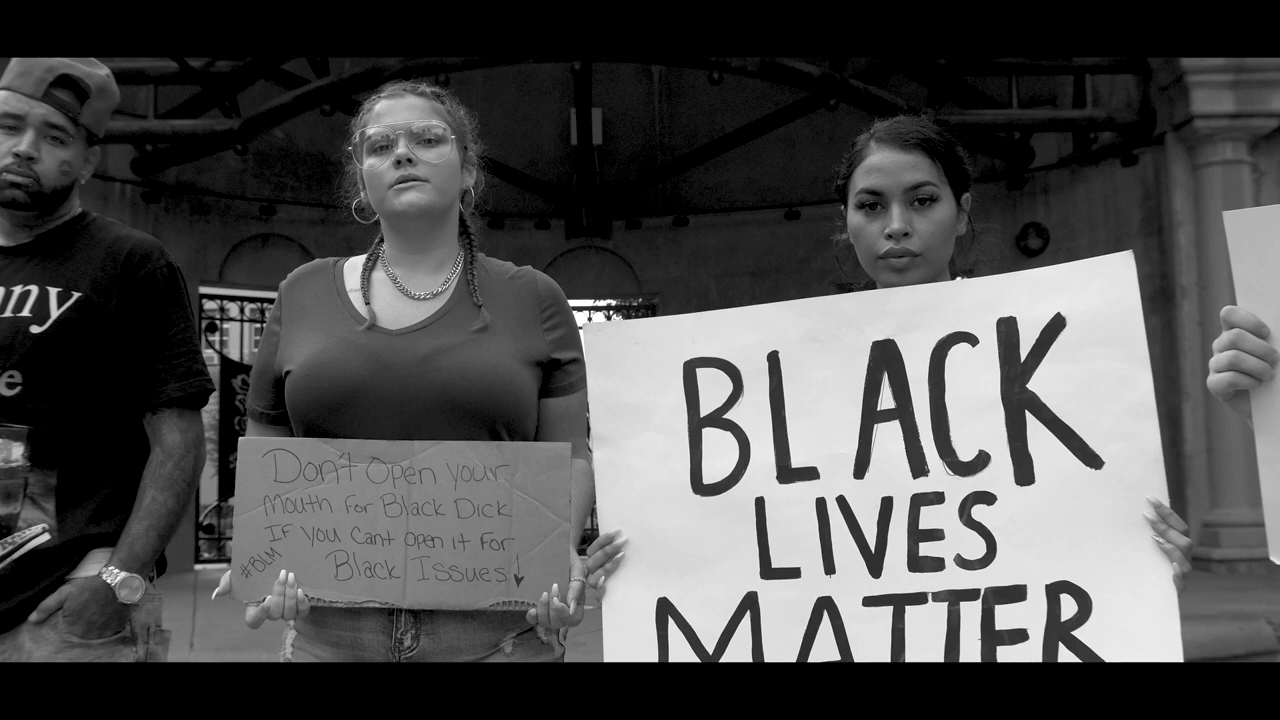 nny
e
Don't Open your
Mouth For Black Dick
IF You Cant open it For
Black Issues
#BLM
BLACK
LIVES
MATTER